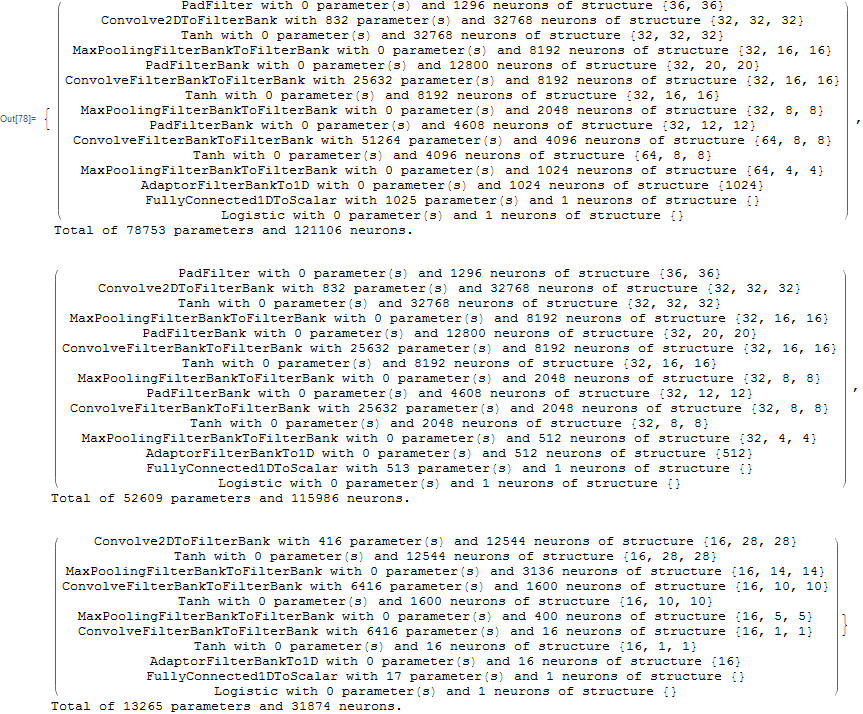 PadFilter with 0 parameter(s) and 1296 neurons of structure {36, 36}
Convolve2DToFilterBank with 832 parameter(s) and 32768 neurons of structure {32, 32, 32}
Tanh with 0 parameter(s) and 32768 neurons of structure {32, 32, 32}
MaxPoolingFilterBankToFilterBank with 0 parameter(s) and 8192 neurons of structure {32, 16, 16}
PadFilterBank with 0 parameter(s) and 12800 neurons of structure {32, 20, 20}
ConvolveFilterBankToFilterBank with 25632 parameter(s) and 8192 neurons of structure {32, 16, 16}
Tanh with 0 parameter(s) and 8192 neurons of structure {32, 16, 16}
Out[78]= { MaxPoolingFilterBankToFilterBank with 0 parameter(s) and 2048 neurons of structure {32, 8, 8} ,
PadFilterBank with 0 parameter(s) and 4608 neurons of structure {32, 12, 12}
ConvolveFilterBankToFilterBank with 51264 parameter(s) and 4096 neurons of structure {64, 8, 8}
Tanh with 0 parameter(s) and 4096 neurons of structure {64, 8, 8}
MaxPoolingFilterBankToFilterBank with 0 parameter(s) and 1024 neurons of structure {64, 4, 4}
AdaptorFilterBankTo1D with 0 parameter(s) and 1024 neurons of structure {1024}
FullyConnected1DToScalar with 1025 parameter(s) and 1 neurons of structure {}
Logistic with 0 parameter(s) and 1 neurons of structure {}
Total of 78753 parameters and 121106 neurons.
PadFilter with 0 parameter(s) and 1296 neurons of structure {36, 36}
Convolve2DToFilterBank with 832 parameter(s) and 32768 neurons of structure {32, 32, 32}
Tanh with 0 parameter(s) and 32768 neurons of structure {32, 32, 32}
MaxPoolingFilterBankToFilterBank with 0 parameter(s) and 8192 neurons of structure {32, 16, 16}
PadFilterBank with 0 parameter(s) and 12800 neurons of structure {32, 20, 20}
ConvolveFilterBankToFilterBank with 25632 parameter(s) and 8192 neurons of structure {32, 16, 16}
Tanh with 0 parameter(s) and 8192 neurons of structure {32, 16, 16}
MaxPoolingFilterBankToFilterBank with 0 parameter(s) and 2048 neurons of structure {32, 8, 8} ,
PadFilterBank with 0 parameter(s) and 4608 neurons of structure {32, 12, 12}
ConvolveFilterBankToFilterBank with 25632 parameter(s) and 2048 neurons of structure {32, 8, 8}
Tanh with 0 parameter(s) and 2048 neurons of structure {32, 8, 8}
MaxPoolingFilterBankToFilterBank with 0 parameter(s) and 512 neurons of structure {32, 4, 4}
AdaptorFilterBankTo1D with 0 parameter(s) and 512 neurons of structure {512}
FullyConnected1DToScalar with 513 parameter(s) and 1 neurons of structure {}
Logistic with 0 parameter(s) and 1 neurons of structure {}
Total of 52609 parameters and 115986 neurons.
Convolve2DToFilterBank with 416 parameter(s) and 12544 neurons of structure {16, 28, 28}
Tanh with 0 parameter(s) and 12544 neurons of structure {16, 28, 28}
MaxPoolingFilterBankToFilterBank with 0 parameter(s) and 3136 neurons of structure {16, 14, 14}
ConvolveFilterBankToFilterBank with 6416 parameter(s) and 1600 neurons of structure {16, 10, 10}
Tanh with 0 parameter(s) and 1600 neurons of structure {16, 10, 10}
MaxPoolingFilterBankToFilterBank with 0 parameter(s) and 400 neurons of structure {16, 5, 5} }
ConvolveFilterBankToFilterBank with 6416 parameter(s) and 16 neurons of structure {16, 1, 1}
Tanh with 0 parameter(s) and 16 neurons of structure {16, 1, 1}
AdaptorFilterBankTo1D with 0 parameter(s) and 16 neurons of structure {16}
FullyConnected1DToScalar with 17 parameter(s) and 1 neurons of structure {}
Logistic with 0 parameter(s) and 1 neurons of structure {}
Total of 13265 parameters and 31874 neurons.